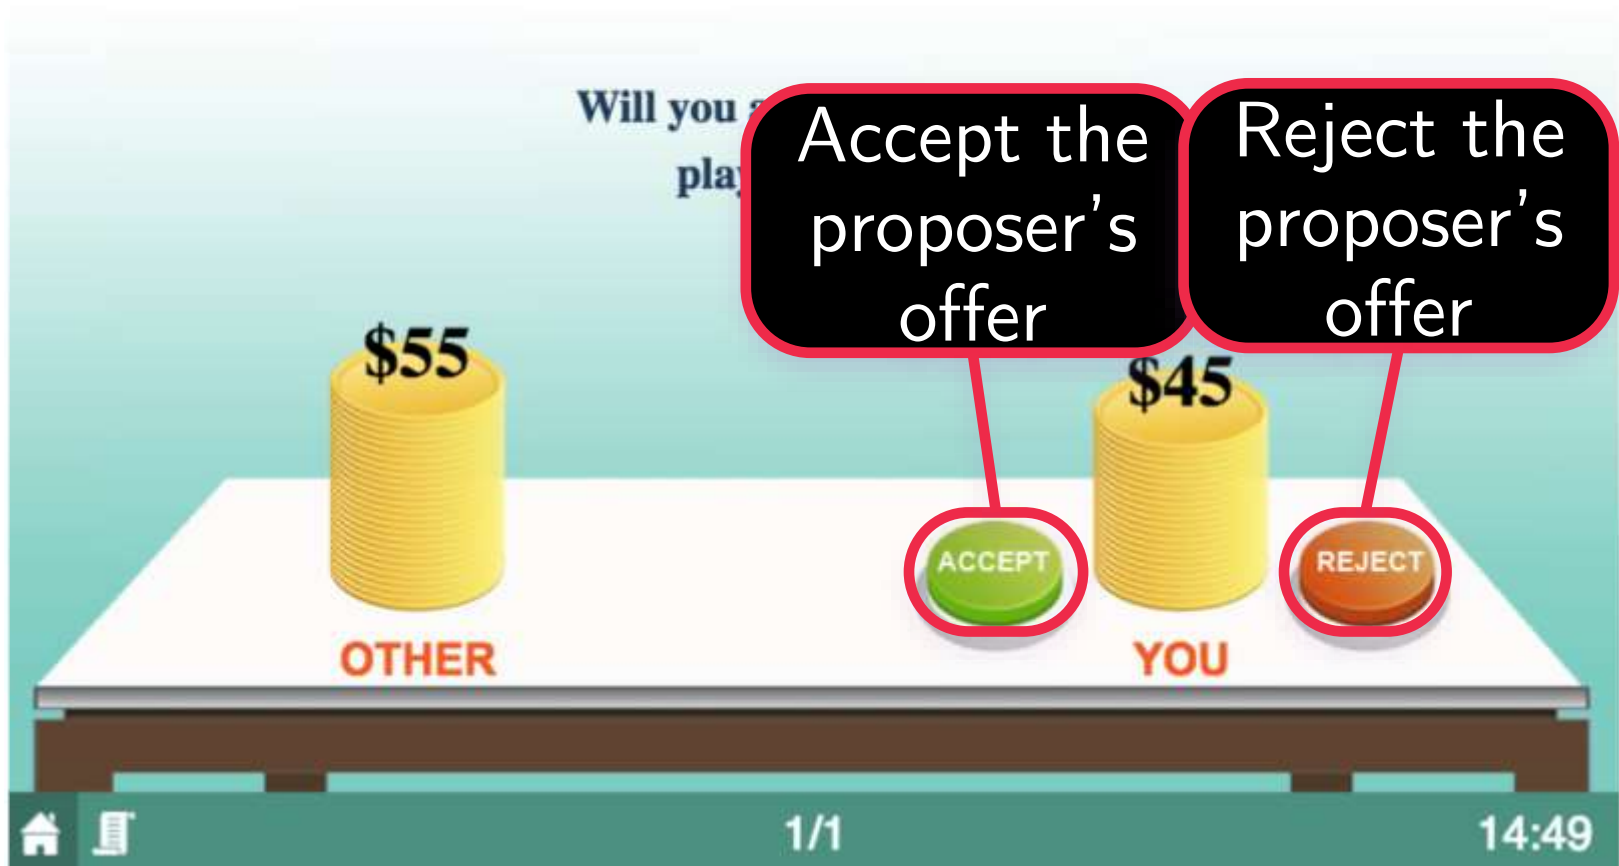 Will you
Accept the
proposer's
offer
Reject the
proposer's
offer
$55
$45
ACCEPT
REJECT
OTHER
YOU
1/1
14:49